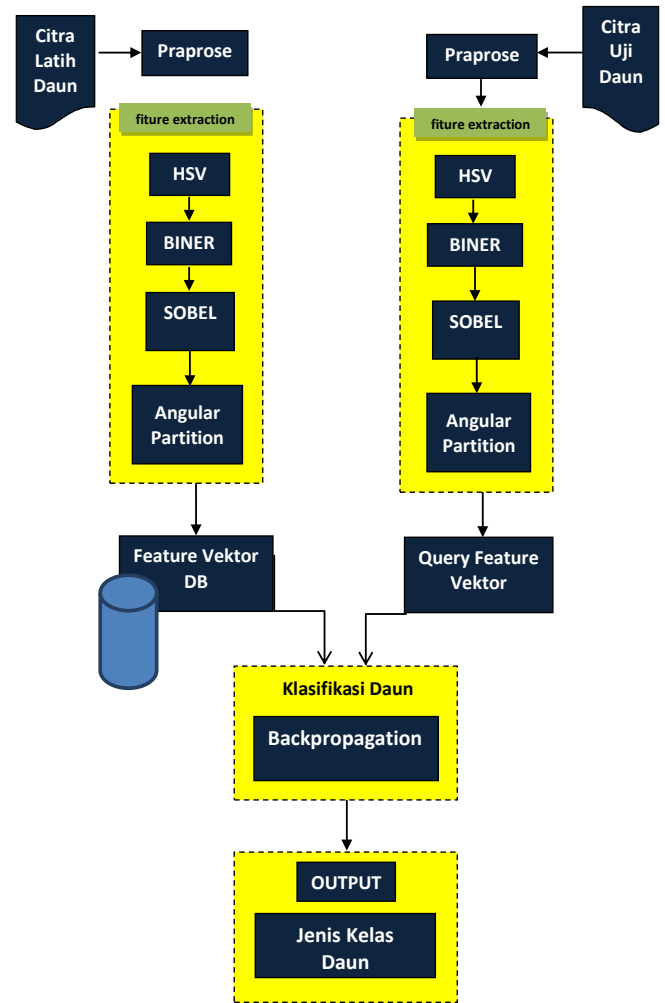 Citra
Latih
Daun
Praprose
fiture extraction
HSV
BINER
SOBEL
Angular
Partition
Feature Vektor
DB
Citra
Uji
Daun
Praprose
fiture extraction
HSV
BINER
SOBEL
Angular
Partition
Query Feature
Vektor
Klasifikasi Daun
Backpropagation
OUTPUT
Jenis Kelas
Daun